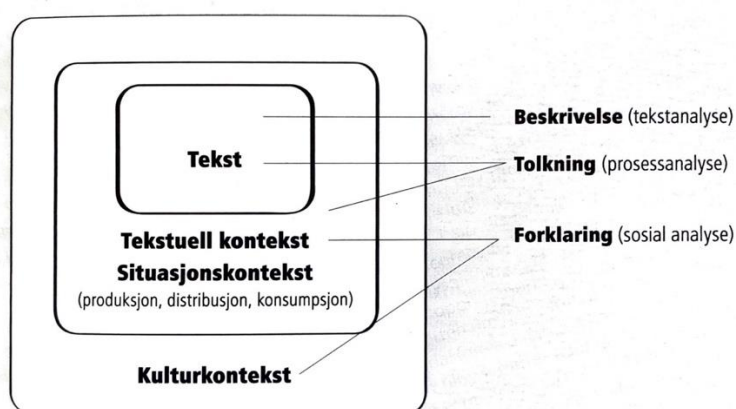 Tekst
Tekstuell kontekst
Situasjonskontekst
(produksjon, distribusjon, konsumpsjon)
Kulturkontekst
Beskrivelse (tekstanalyse)
Tolkning (prosessanalyse)
Forklaring (sosial analyse)